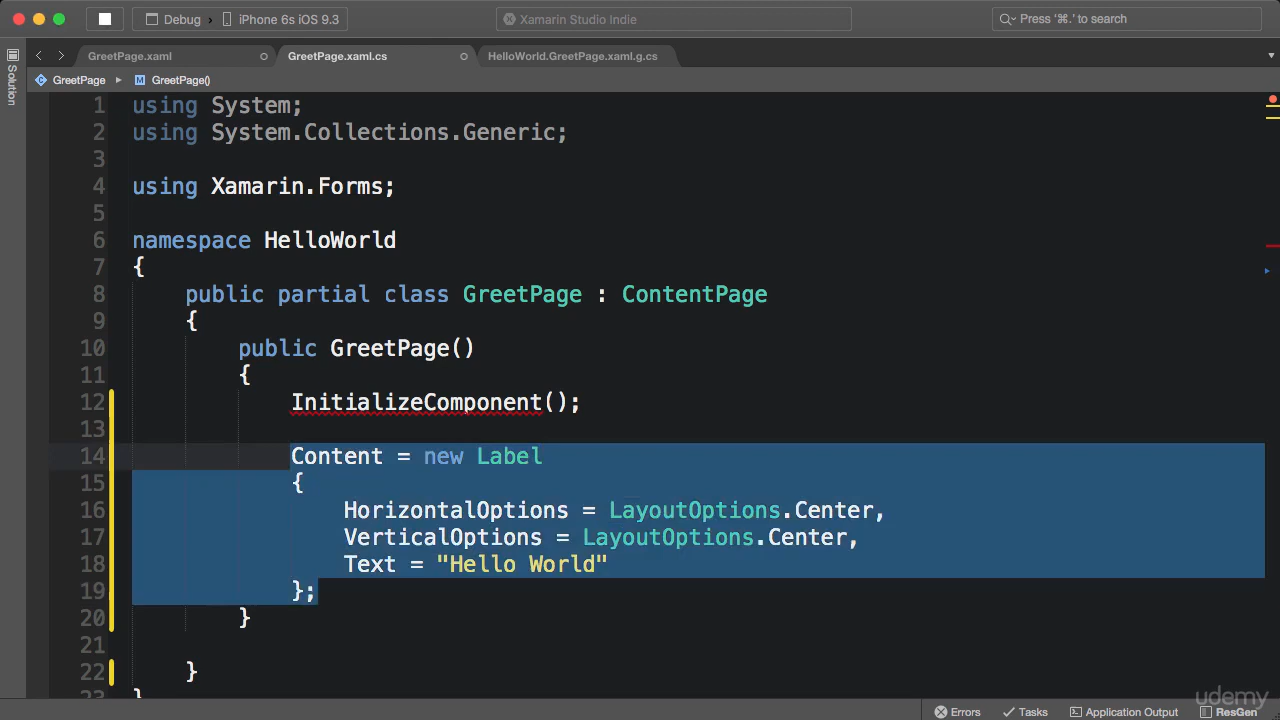 Debug > iPhone 6s iOS 9.3
Xamarin Studio Indie
Press '⌘.' to search
Solution
GreetPage.xaml
GreetPage.xaml.cs
HelloWorld.GreetPage.xaml.g.cs
C GreetPage ▸ M GreetPage()
1 using System;
2 using System.Collections.Generic;
3
4 using Xamarin.Forms;
5
6 namespace HelloWorld
7 {
8 public partial class GreetPage : ContentPage
9 {
10 public GreetPage()
11 {
12 InitializeComponent();
13
14 Content = new Label
15 {
16 HorizontalOptions = LayoutOptions.Center,
17 VerticalOptions = LayoutOptions.Center,
18 Text = "Hello World"
19 };
20 }
21
22 }
23 }
Errors
Tasks
Application Output
ResGen
udemy